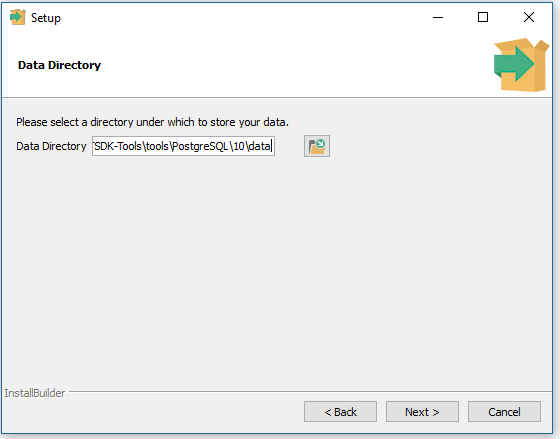 Setup
Data Directory
Please select a directory under which to store your data.
Data Directory SDK-Tools\tools\PostgreSQL\10\data
InstallBuilder
< Back Next > Cancel